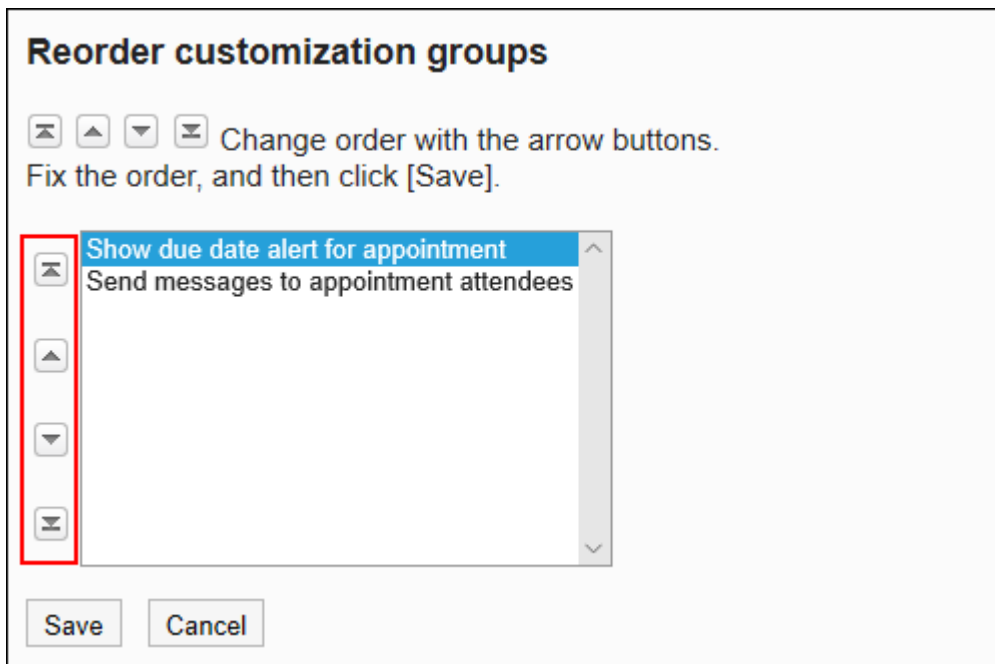 Reorder customization groups
Change order with the arrow buttons.
Fix the order, and then click [Save].
Show due date alert for appointment
Send messages to appointment attendees
Save
Cancel